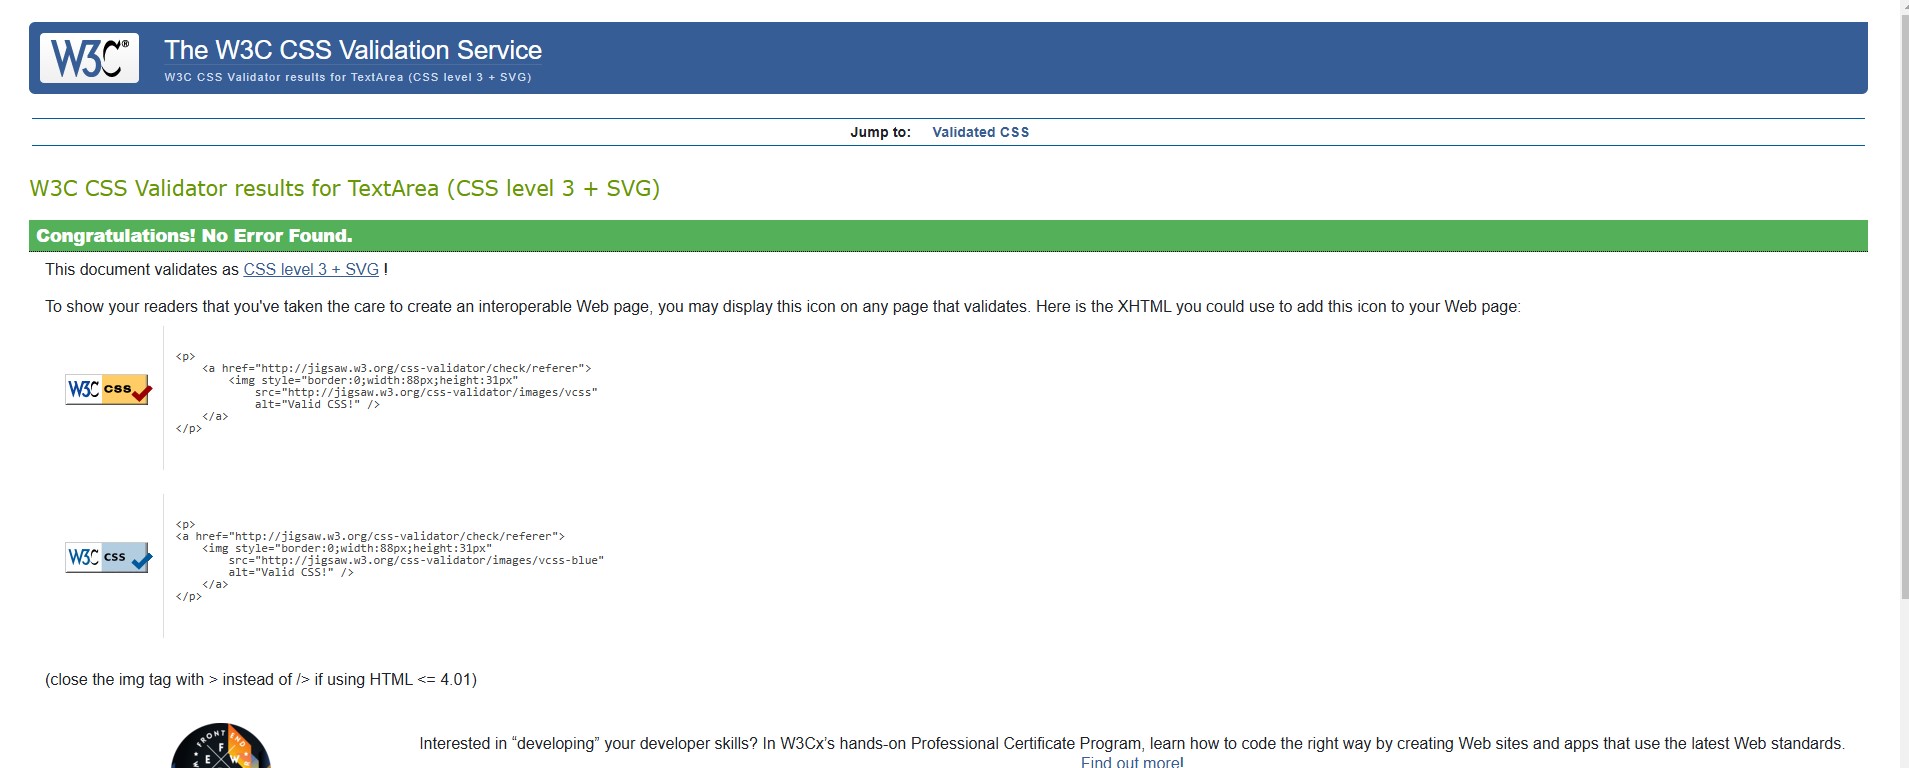 W3C®
The W3C CSS Validation Service
W3C CSS Validator results for TextArea (CSS level 3 + SVG)
Jump to: Validated CSS
W3C CSS Validator results for TextArea (CSS level 3 + SVG)
Congratulations! No Error Found.
This document validates as CSS level 3 + SVG !
To show your readers that you've taken the care to create an interoperable Web page, you may display this icon on any page that validates. Here is the XHTML you could use to add this icon to your Web page:
W3C css
<p>
<a href="http://jigsaw.w3.org/css-validator/check/referer">
<img style="border:0;width:88px;height:31px"
src="http://jigsaw.w3.org/css-validator/images/vcss"
alt="Valid CSS!" />
</a>
</p>
W3C css
<p>
<a href="http://jigsaw.w3.org/css-validator/check/referer">
<img style="border:0;width:88px;height:31px"
src="http://jigsaw.w3.org/css-validator/images/vcss-blue"
alt="Valid CSS!" />
</a>
</p>
(close the img tag with > instead of /> if using HTML <= 4.01)
FRONT END
F
E W
Interested in “developing” your developer skills? In W3Cx’s hands-on Professional Certificate Program, learn how to code the right way by creating Web sites and apps that use the latest Web standards.
Find out more!